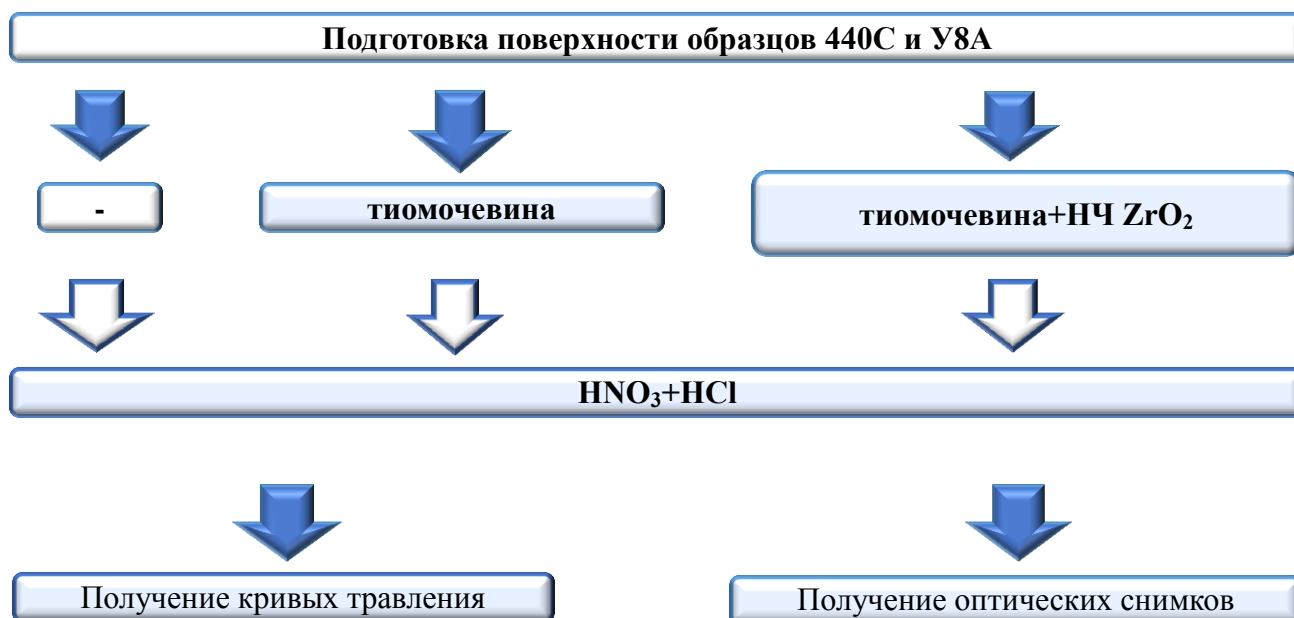 Подготовка поверхности образцов 440С и У8А
-
тиомочевина
тиомочевина+НЧ ZrO₂
HNO₃+HCl
Получение кривых травления
Получение оптических снимков